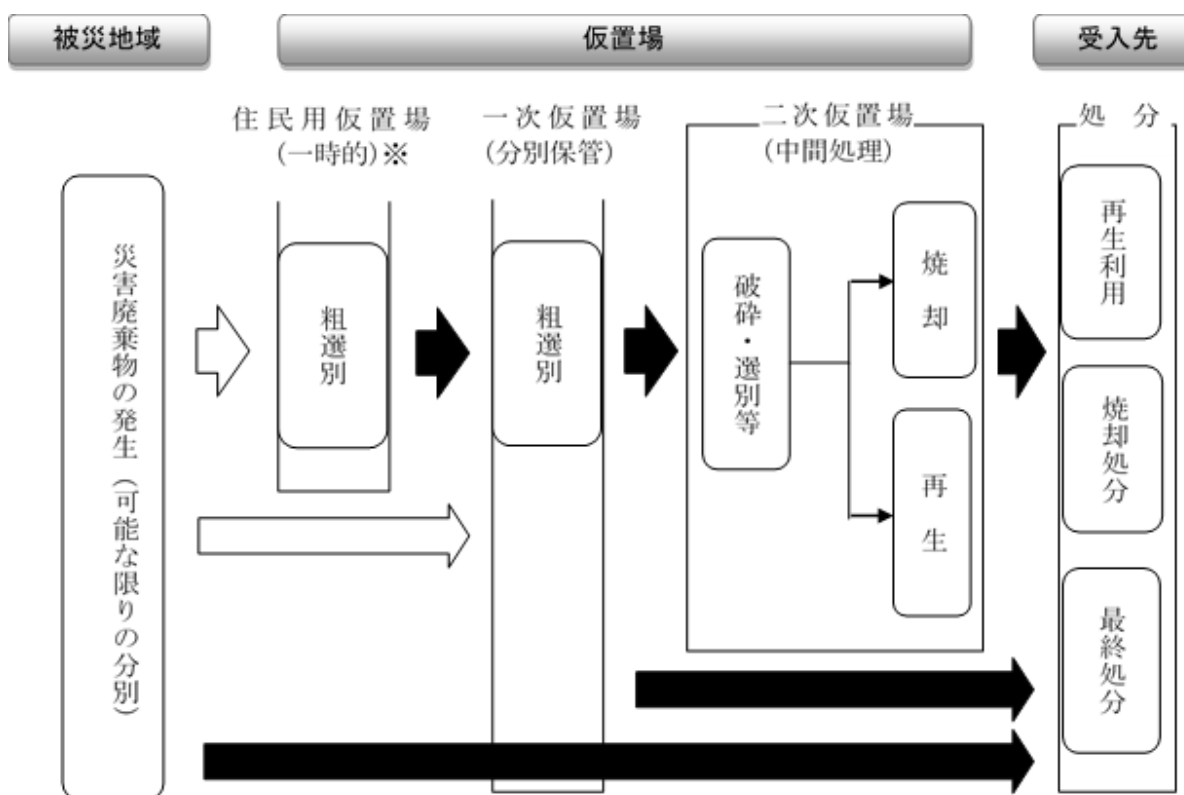 被災地域
仮置場
受入先
住民用仮置場
(一時的)※
一次仮置場
(分別保管)
二次仮置場
(中間処理)
処 分
災害廃棄物の発生(可能な限りの分別)
粗選別
粗選別
破砕・選別等
焼却
再生
再生利用
焼却処分
最終処分